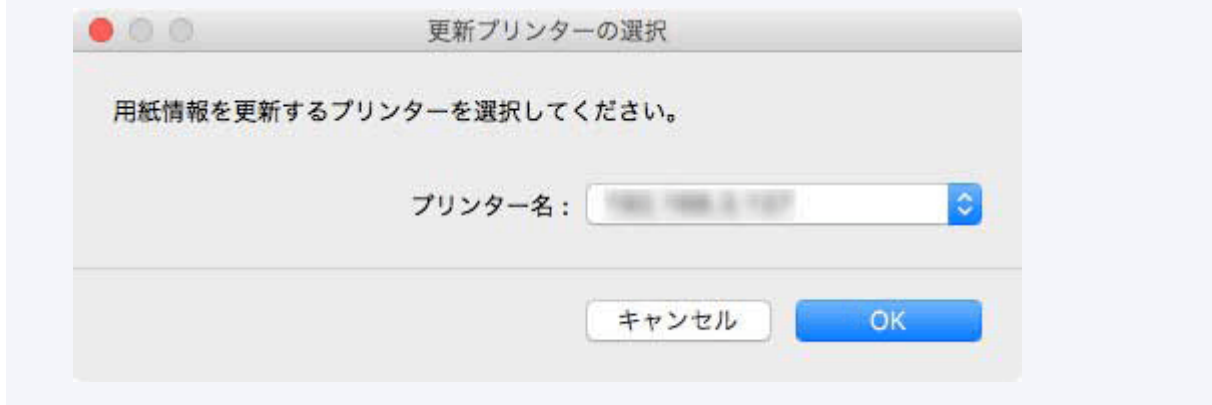 更新プリンターの選択
用紙情報を更新するプリンターを選択してください。
プリンター名：
キャンセル
OK